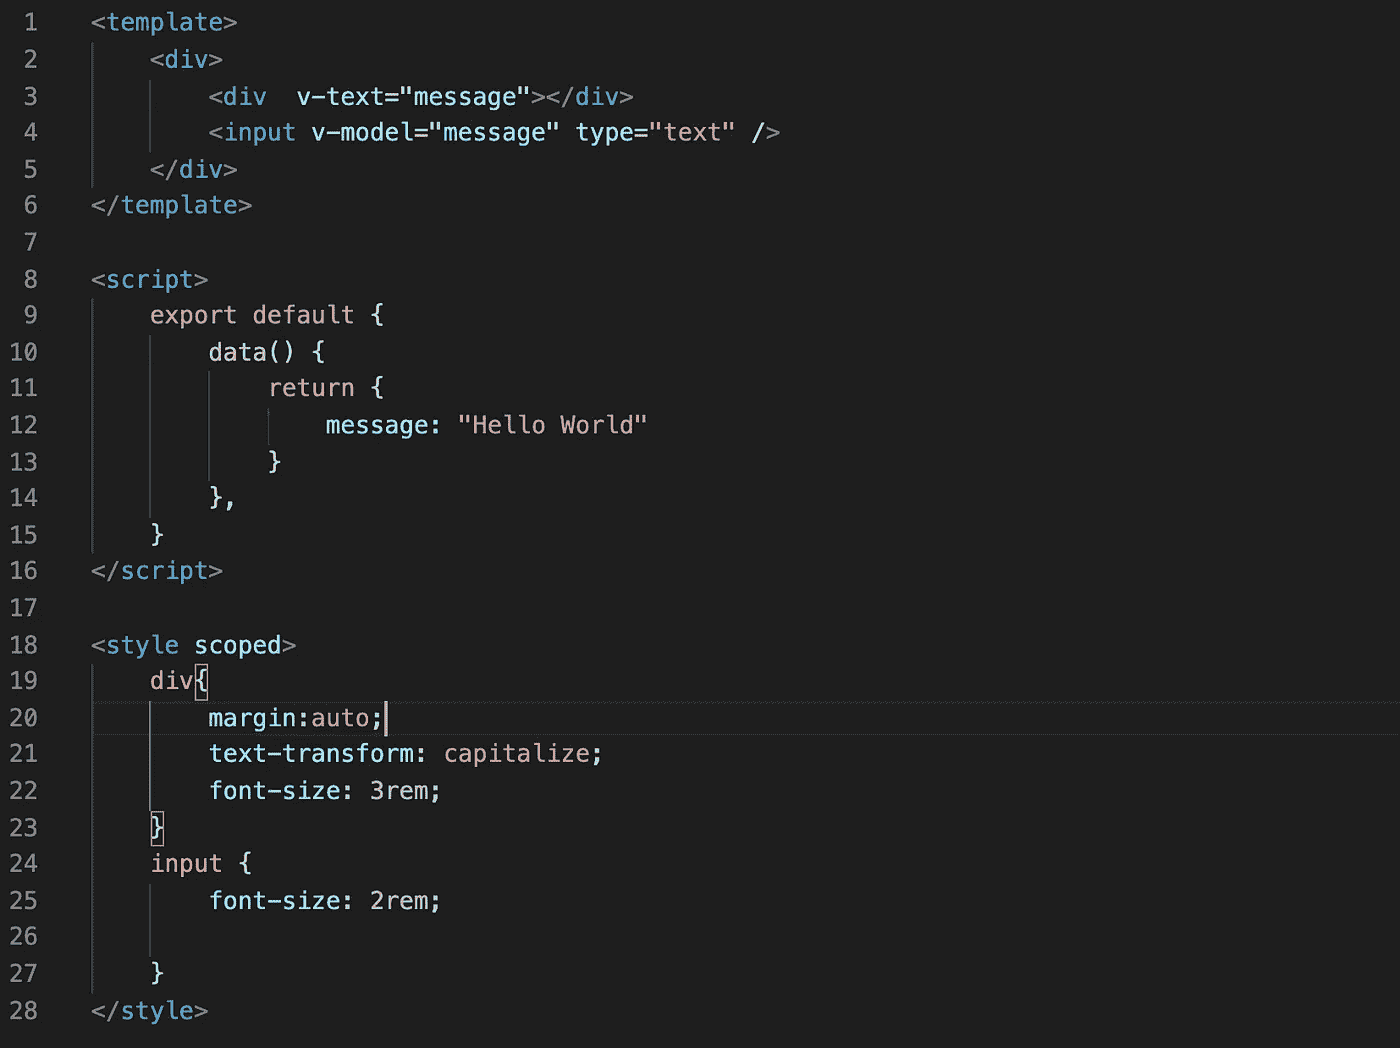 1 <template>
2     <div>
3         <div  v-text="message"></div>
4         <input v-model="message" type="text" />
5     </div>
6 </template>
7
8 <script>
9     export default {
10         data() {
11             return {
12                 message: "Hello World"
13             }
14         },
15     }
16 </script>
17
18 <style scoped>
19     div{
20         margin:auto;
21         text-transform: capitalize;
22         font-size: 3rem;
23     }
24     input {
25         font-size: 2rem;
26
27     }
28 </style>